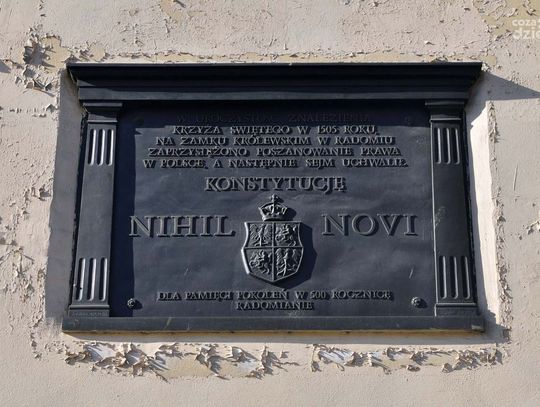 W UROCZYSTOŚĆ ZNALEZIENIA
KRZYŻA ŚWIĘTEGO W 1505 ROKU,
NA ZAMKU KRÓLEWSKIM W RADOMIU
ZAPRZYSIĘŻONO POSZANOWANIE PRAWA
W POLSCE, A NASTĘPNIE SEJM UCHWALIŁ
KONSTYTUCJĘ
NIHIL NOVI
DLA PAMIĘCI POKOLEŃ W 500 ROCZNICĘ
RADOMIANIE